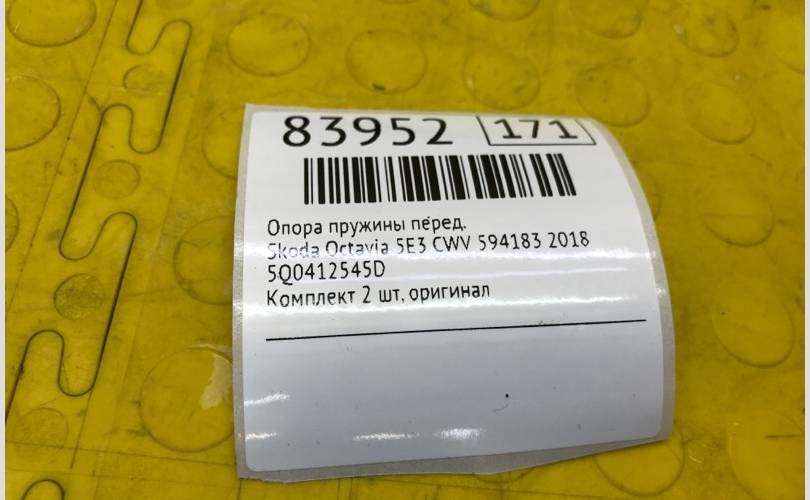 83952 171
Опора пружины перед.
Skoda Octavia 5E3 CWV 594183 2018
5Q0412545D
Комплект 2 шт, оригинал